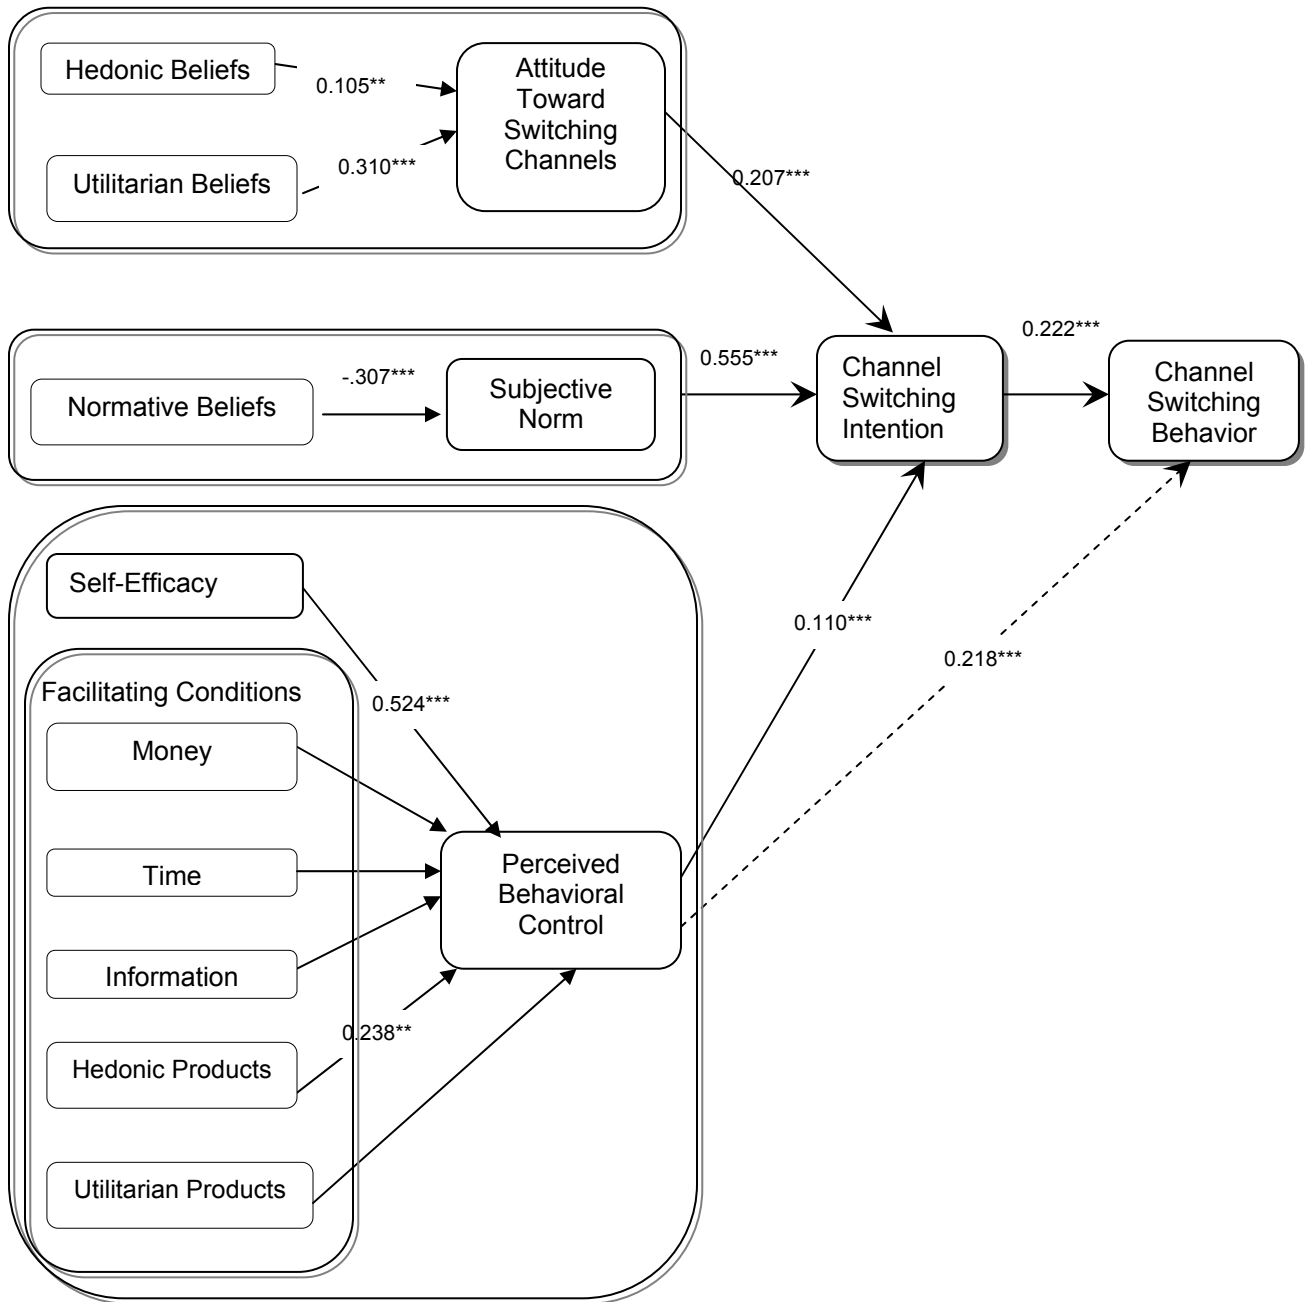 Hedonic Beliefs
0.105**
Utilitarian Beliefs
0.310***
Attitude
Toward
Switching
Channels
0.207***
Normative Beliefs
-.307***
Subjective
Norm
0.555***
Channel
Switching
Intention
0.222***
Channel
Switching
Behavior
Self-Efficacy
0.524***
Facilitating Conditions
Money
Time
Information
Hedonic Products
0.238**
Utilitarian Products
Perceived
Behavioral
Control
0.110***
0.218***